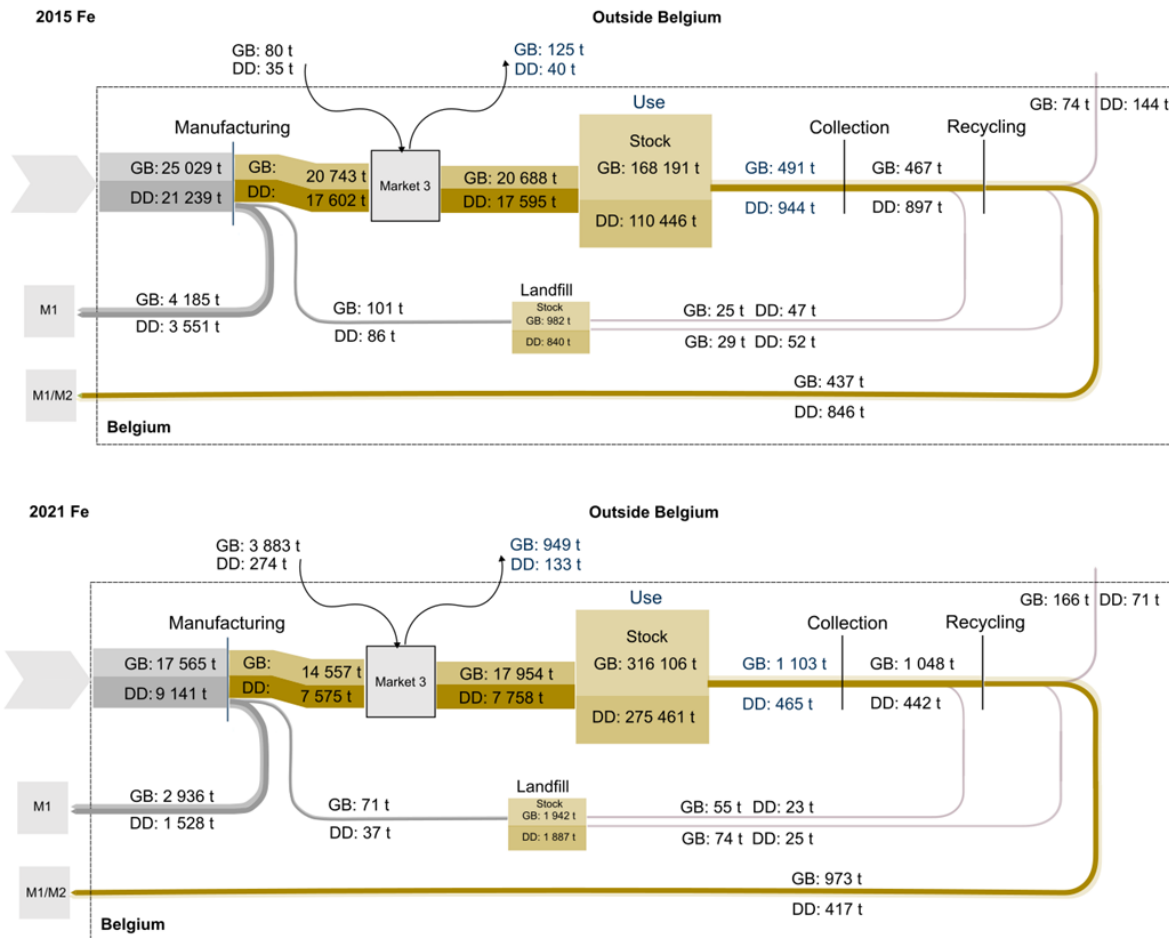 2015 Fe
Outside Belgium
GB: 80 t
DD: 35 t
GB: 125 t
DD: 40 t
GB: 74 t DD: 144 t
Use
Manufacturing
Collection
Recycling
GB: 25 029 t
DD: 21 239 t
GB:
DD:
20 743 t
17 602 t
Market 3
GB: 20 688 t
DD: 17 595 t
Stock
GB: 168 191 t
DD: 110 446 t
GB: 491 t
DD: 944 t
GB: 467 t
DD: 897 t
M1
GB: 4 185 t
DD: 3 551 t
GB: 101 t
DD: 86 t
Landfill
Stock
GB: 982 t
DD: 840 t
GB: 25 t DD: 47 t
GB: 29 t DD: 52 t
M1/M2
GB: 437 t
DD: 846 t
Belgium
2021 Fe
Outside Belgium
GB: 3 883 t
DD: 274 t
GB: 949 t
DD: 133 t
GB: 166 t DD: 71 t
Use
Manufacturing
Collection
Recycling
GB: 17 565 t
DD: 9 141 t
GB:
DD:
14 557 t
7 575 t
Market 3
GB: 17 954 t
DD: 7 758 t
Stock
GB: 316 106 t
DD: 275 461 t
GB: 1 103 t
DD: 465 t
GB: 1 048 t
DD: 442 t
M1
GB: 2 936 t
DD: 1 528 t
GB: 71 t
DD: 37 t
Landfill
Stock
GB: 1 942 t
DD: 1 887 t
GB: 55 t DD: 23 t
GB: 74 t DD: 25 t
M1/M2
GB: 973 t
DD: 417 t
Belgium